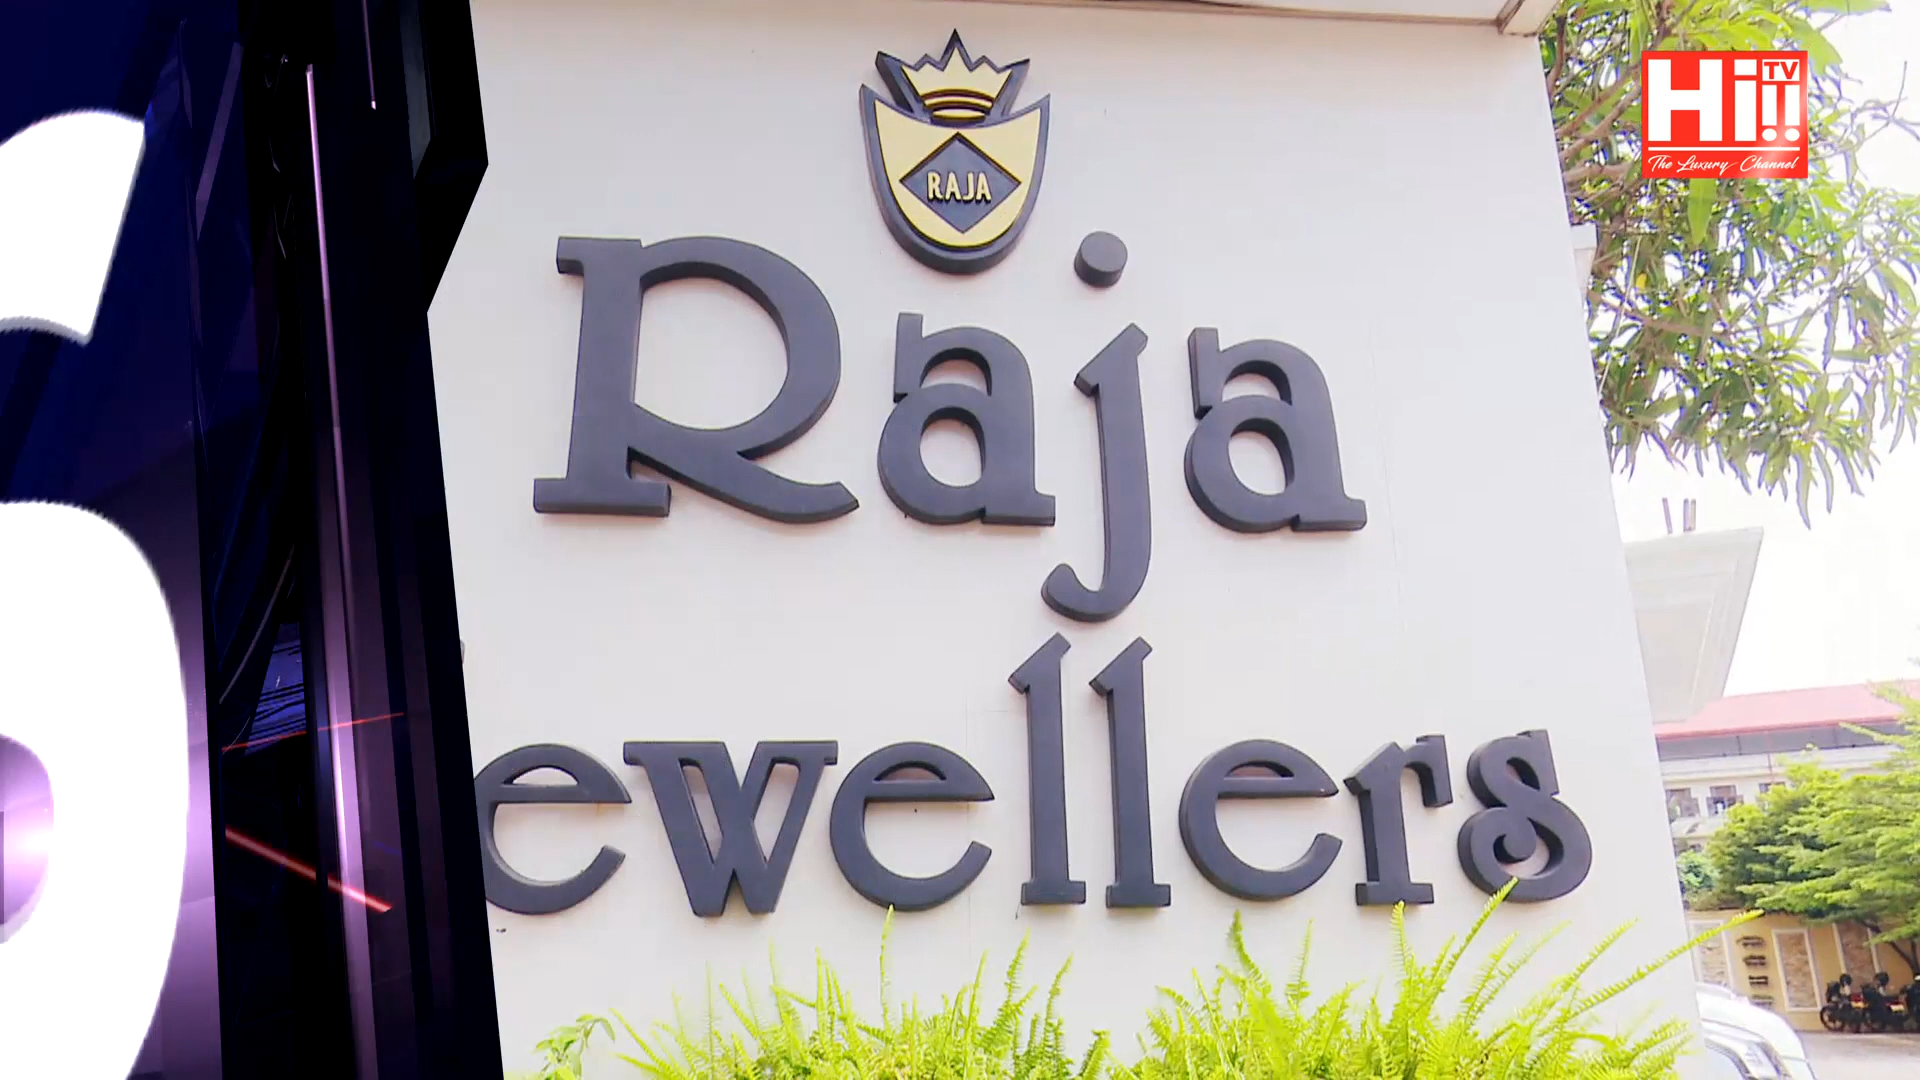 RAJA
Raja
ewellers
Hi!!
TV
The Luxury Channel